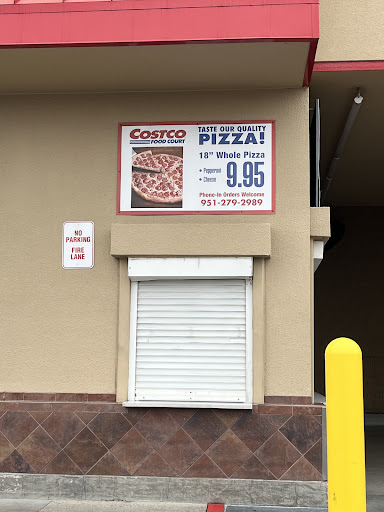 COSTCO
FOOD COURT
TASTE OUR QUALITY
PIZZA!
18" Whole Pizza
• Pepperoni
• Cheese
9.95
Phone-in Orders Welcome
951-279-2989
NO
PARKING
FIRE
LANE